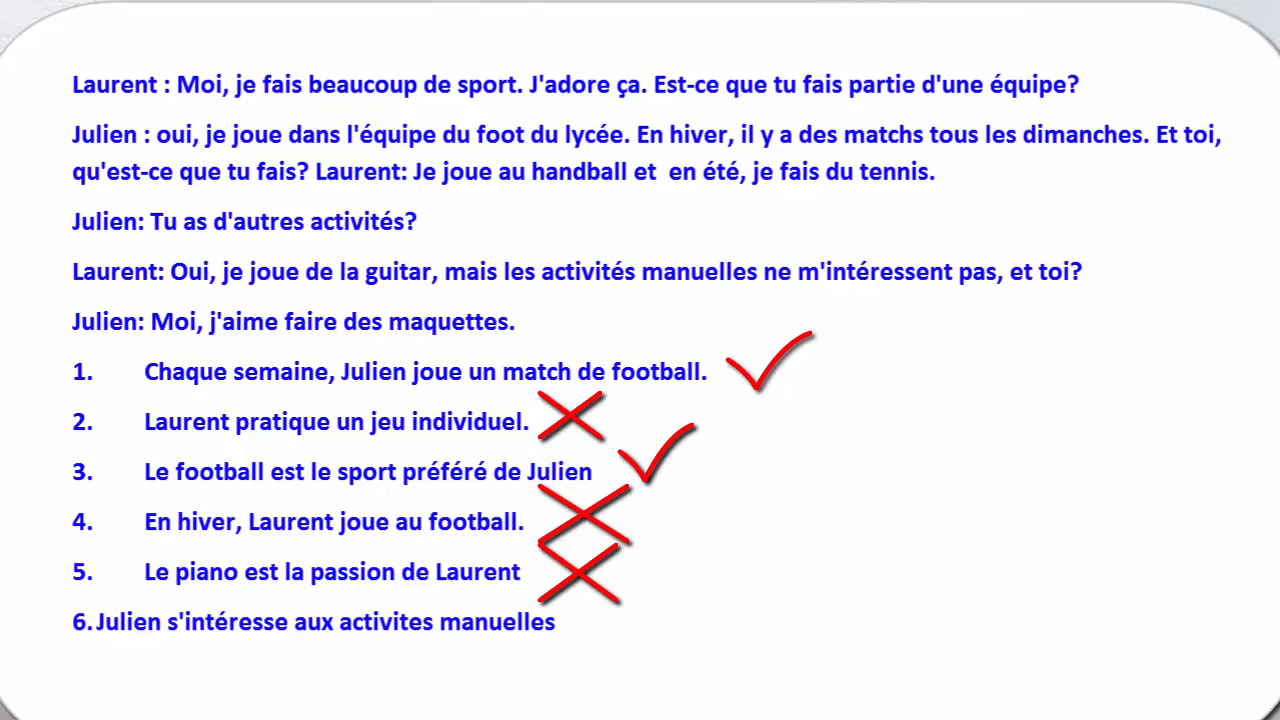 Laurent : Moi, je fais beaucoup de sport. J'adore ça. Est-ce que tu fais partie d'une équipe?
Julien : oui, je joue dans l'équipe du foot du lycée. En hiver, il y a des matchs tous les dimanches. Et toi,
qu'est-ce que tu fais? Laurent: Je joue au handball et  en été, je fais du tennis.
Julien: Tu as d'autres activités?
Laurent: Oui, je joue de la guitar, mais les activités manuelles ne m'intéressent pas, et toi?
Julien: Moi, j'aime faire des maquettes.
1. Chaque semaine, Julien joue un match de football.
2. Laurent pratique un jeu individuel.
3. Le football est le sport préféré de Julien
4. En hiver, Laurent joue au football.
5. Le piano est la passion de Laurent
6.Julien s'intéresse aux activites manuelles